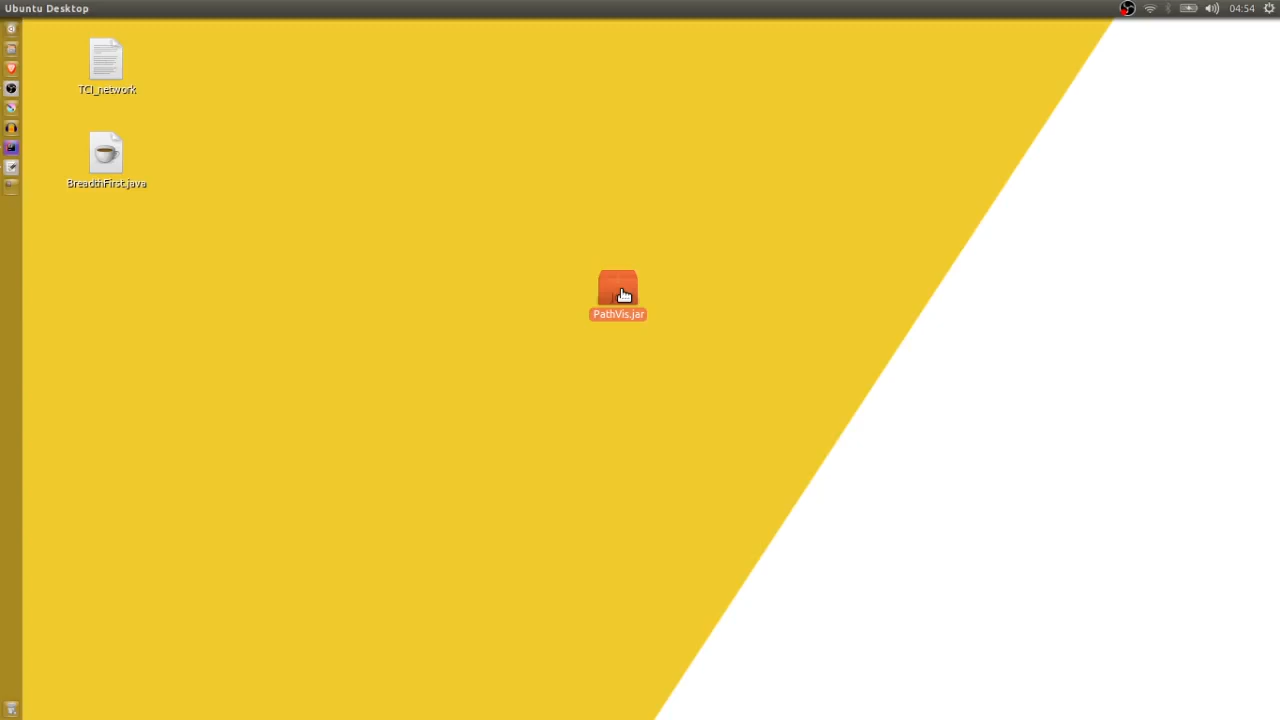 Ubuntu Desktop
04:54
TCI_network
BreadthFirst.java
PathVis.jar